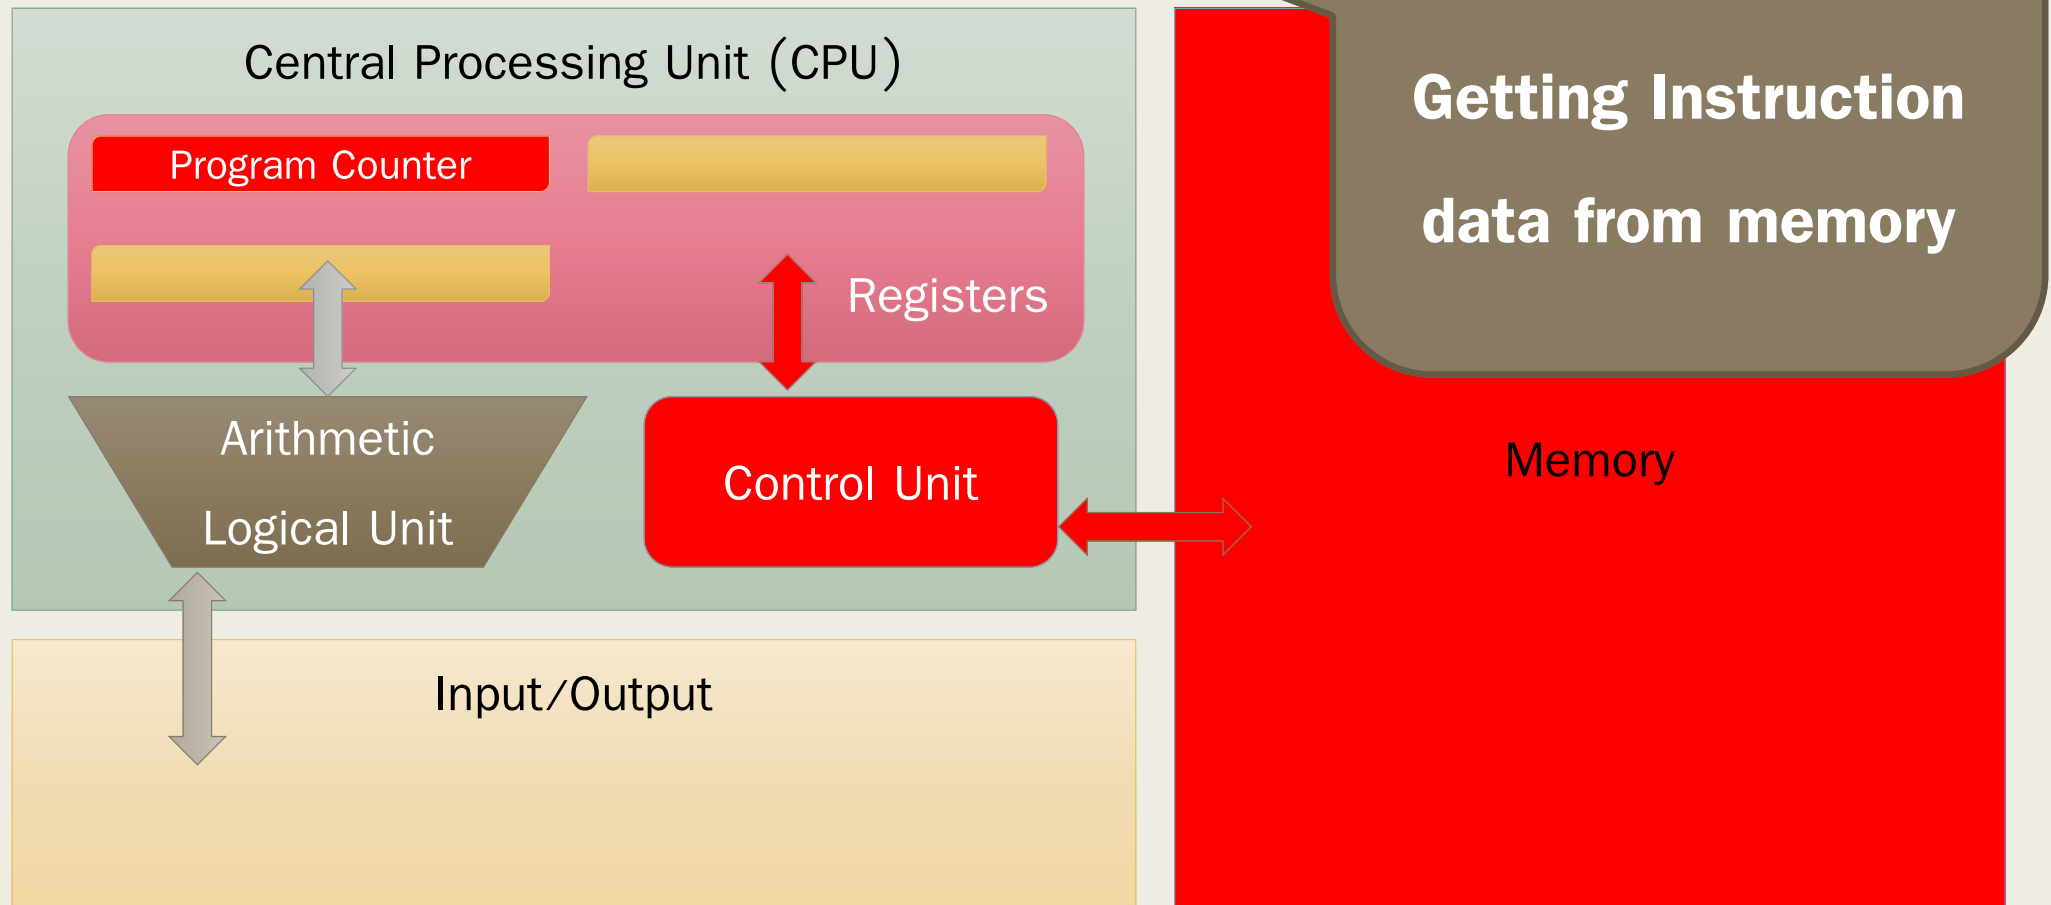 Central Processing Unit (CPU)
Program Counter
Registers
Arithmetic
Logical Unit
Control Unit
Input/Output
Getting Instruction
data from memory
Memory